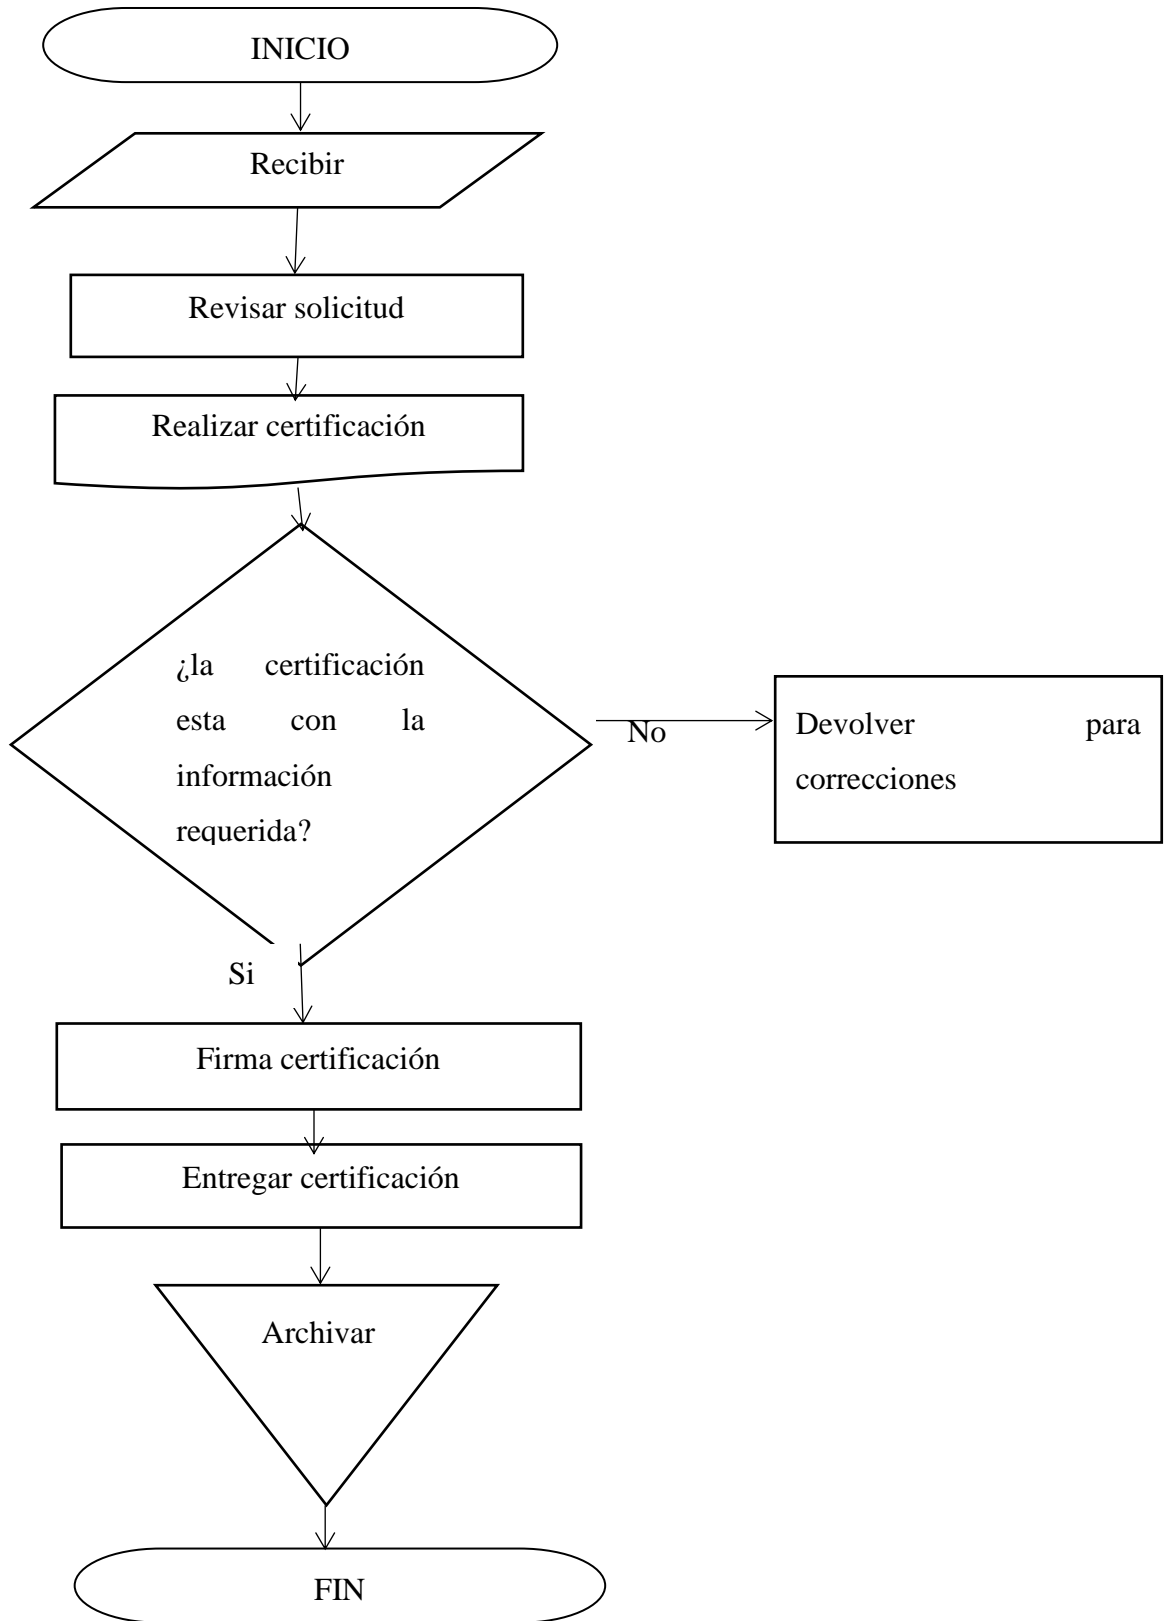 INICIO
Recibir
Revisar solicitud
Realizar certificación
¿la certificación
esta con la
información
requerida?
No
Devolver para
correcciones
Si
Firma certificación
Entregar certificación
Archivar
FIN